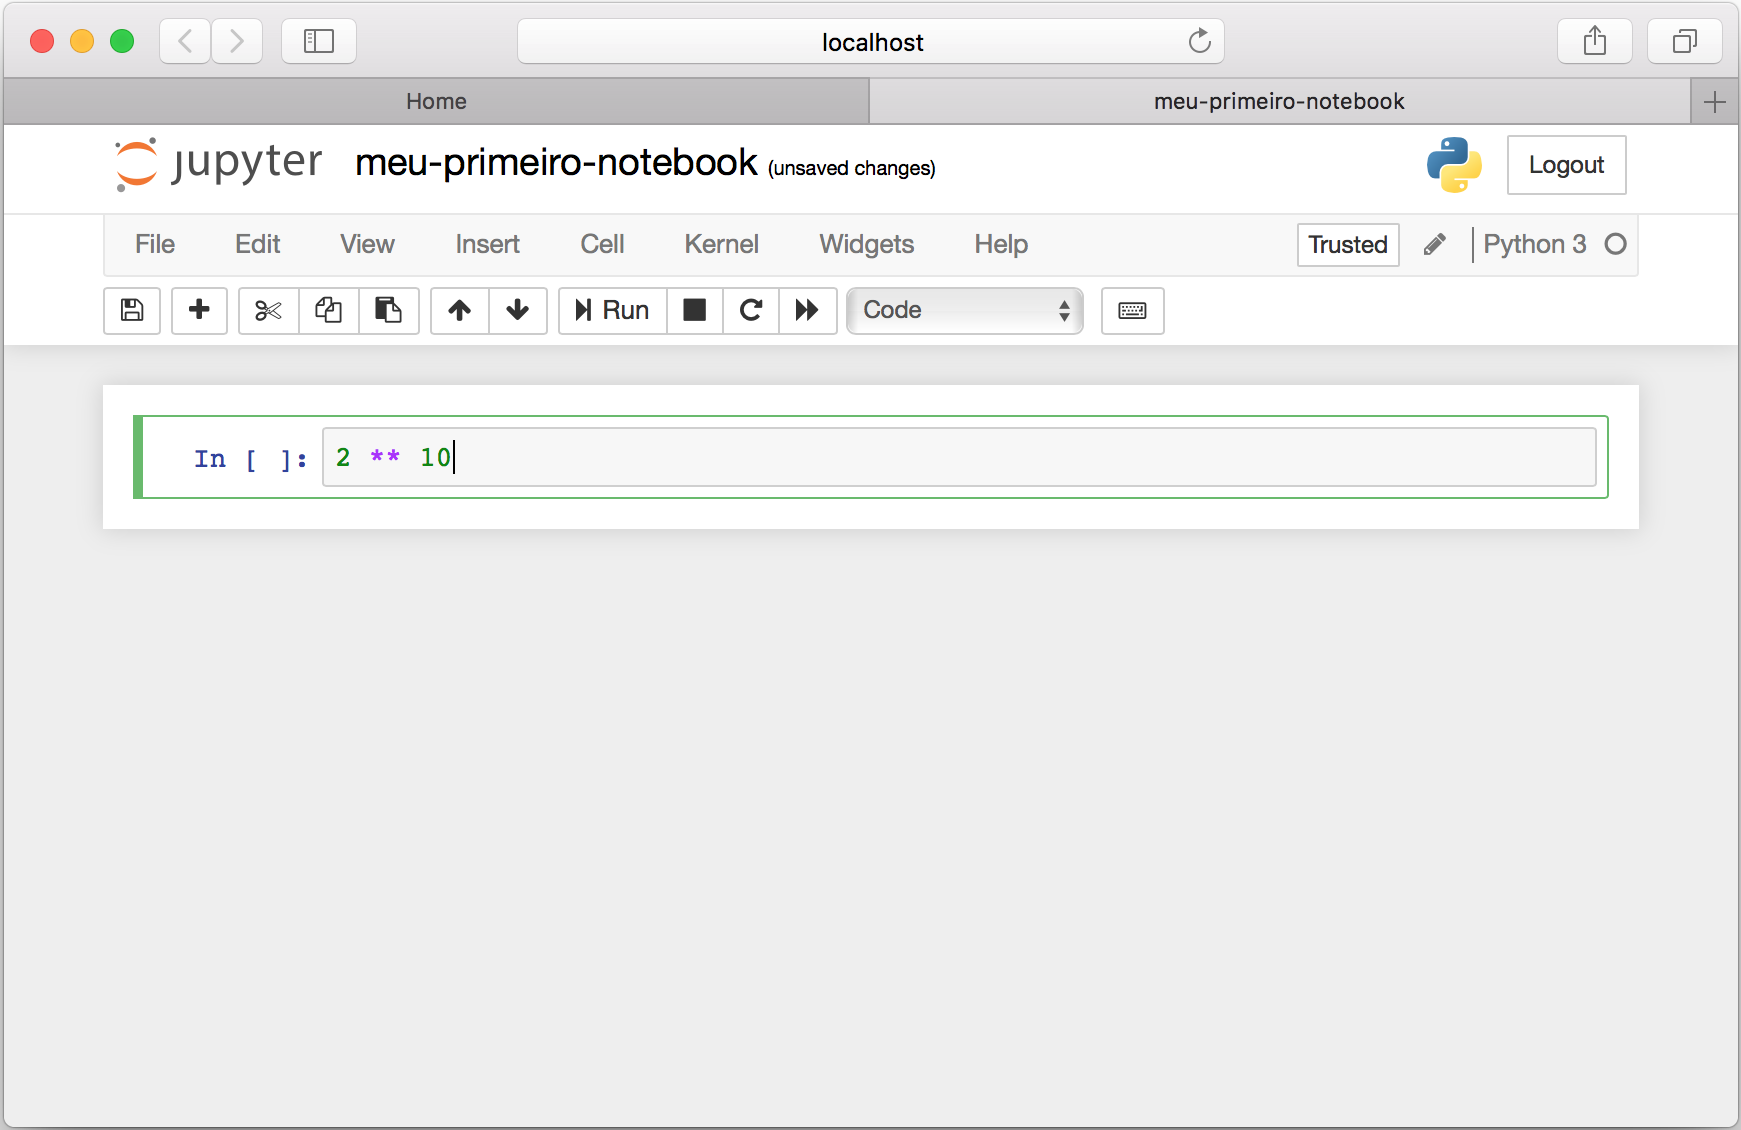 localhost
Home meu-primeiro-notebook
jupyter meu-primeiro-notebook (unsaved changes) Logout
File Edit View Insert Cell Kernel Widgets Help Trusted Python 3
Run Code
In [ ]: 2 ** 10